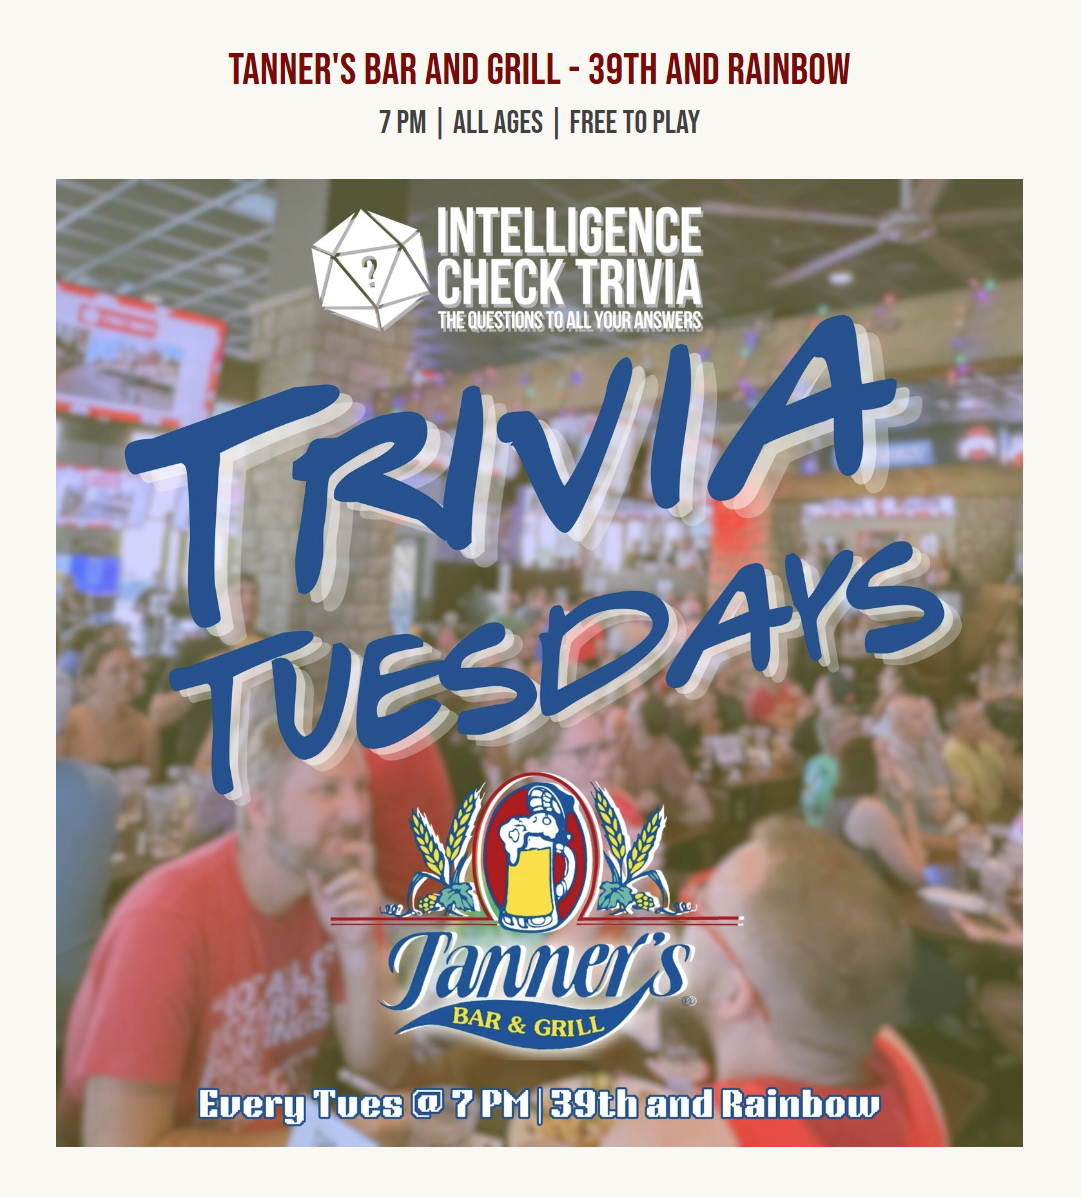 TANNER'S BAR AND GRILL - 39TH AND RAINBOW
7 PM | ALL AGES | FREE TO PLAY
?
INTELLIGENCE
CHECK TRIVIA
THE QUESTIONS TO ALL YOUR ANSWERS
TRIVIA
TUESDAYS
Tanner's®
BAR & GRILL
Every Tues @ 7 PM | 39th and Rainbow